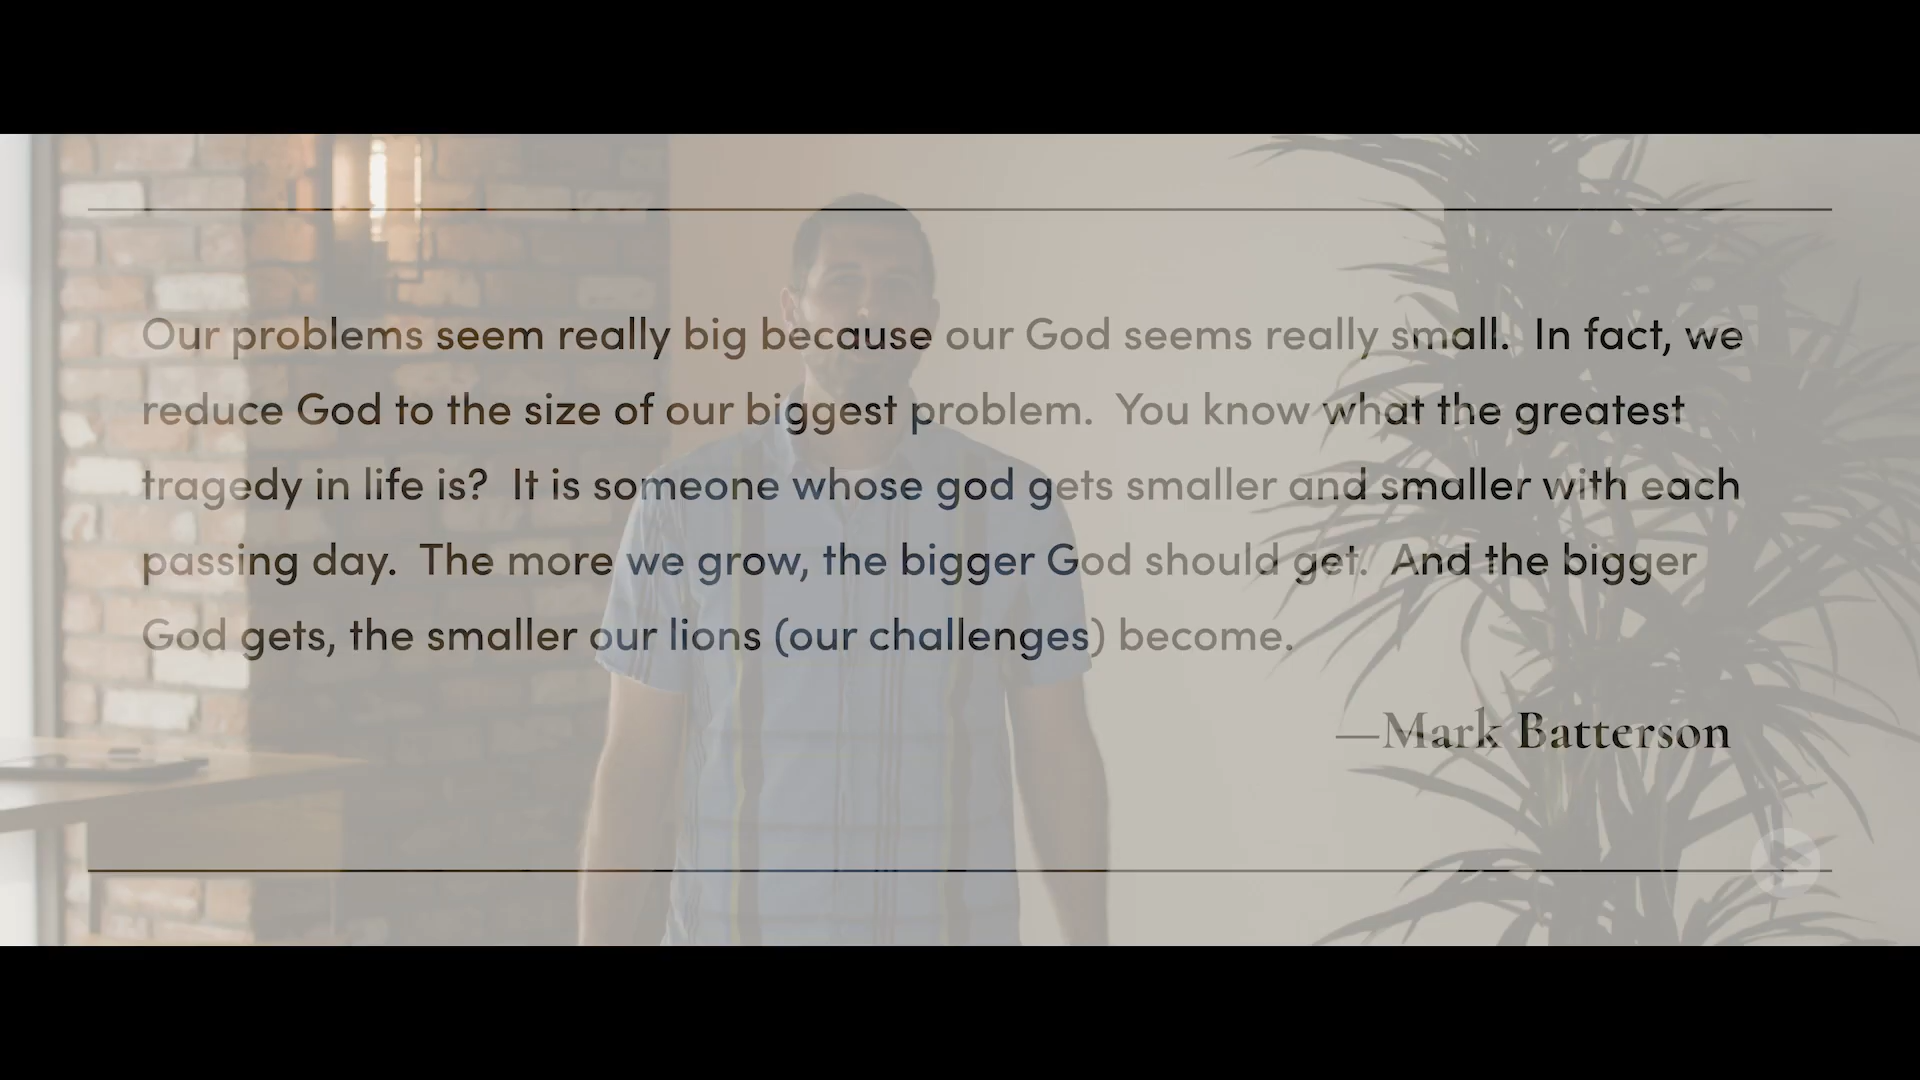 Our problems seem really big because our God seems really small.  In fact, we
reduce God to the size of our biggest problem.  You know what the greatest
tragedy in life is?  It is someone whose god gets smaller and smaller with each
passing day.  The more we grow, the bigger God should get.  And the bigger
God gets, the smaller our lions (our challenges) become.
—Mark Batterson